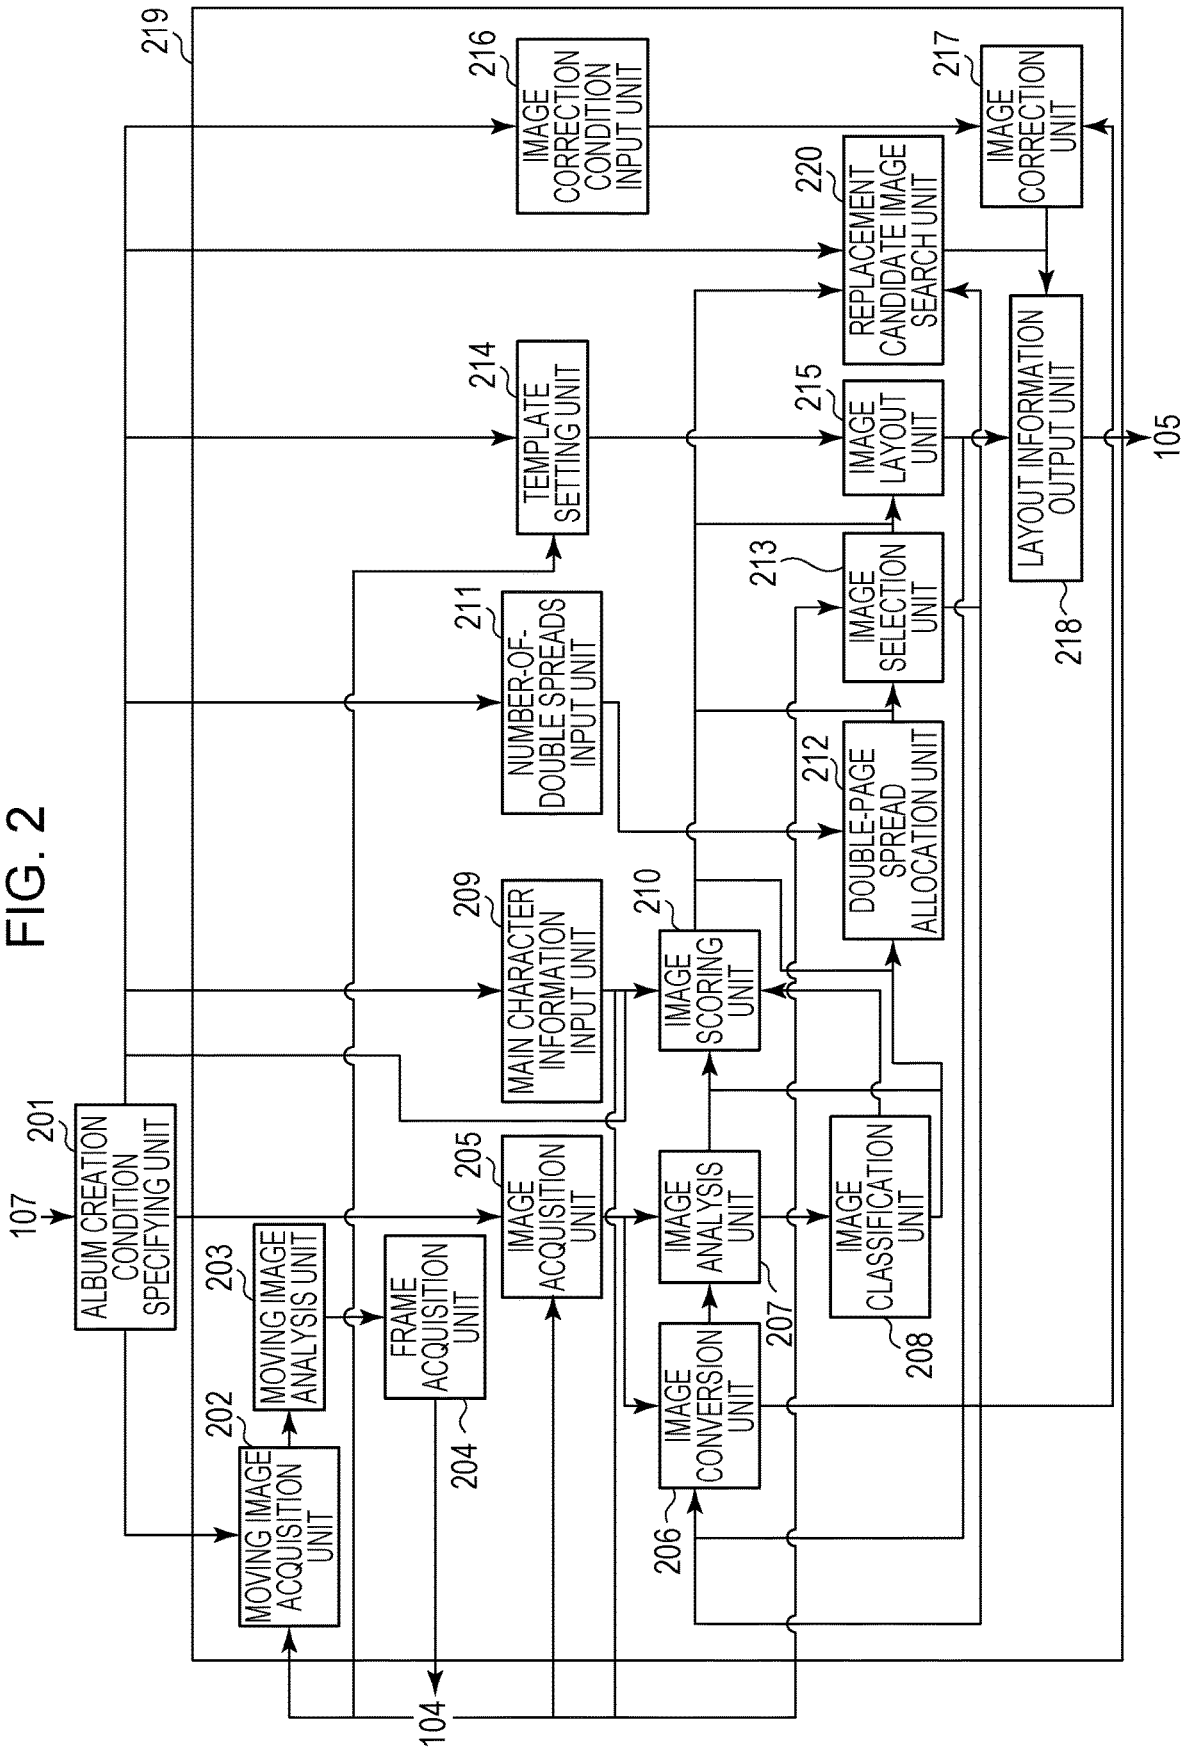 FIG. 2
107
201
ALBUM CREATION
CONDITION
SPECIFYING UNIT
219
202
MOVING IMAGE
ACQUISITION
UNIT
203
MOVING IMAGE
ANALYSIS UNIT
FRAME
ACQUISITION
UNIT
204
104
205
IMAGE
ACQUISITION
UNIT
209
MAIN CHARACTER
INFORMATION
INPUT UNIT
211
NUMBER-OF-
DOUBLE SPREADS
INPUT UNIT
214
TEMPLATE
SETTING UNIT
216
IMAGE
CORRECTION
CONDITION
INPUT UNIT
206
IMAGE
CONVERSION
UNIT
IMAGE
ANALYSIS
UNIT
207
210
IMAGE
SCORING
UNIT
IMAGE
CLASSIFICATION
UNIT
208
212
DOUBLE-PAGE
SPREAD
ALLOCATION UNIT
213
IMAGE
SELECTION
UNIT
215
IMAGE
LAYOUT
UNIT
220
REPLACEMENT
CANDIDATE IMAGE
SEARCH UNIT
217
IMAGE
CORRECTION
UNIT
LAYOUT INFORMATION
OUTPUT UNIT
218
105